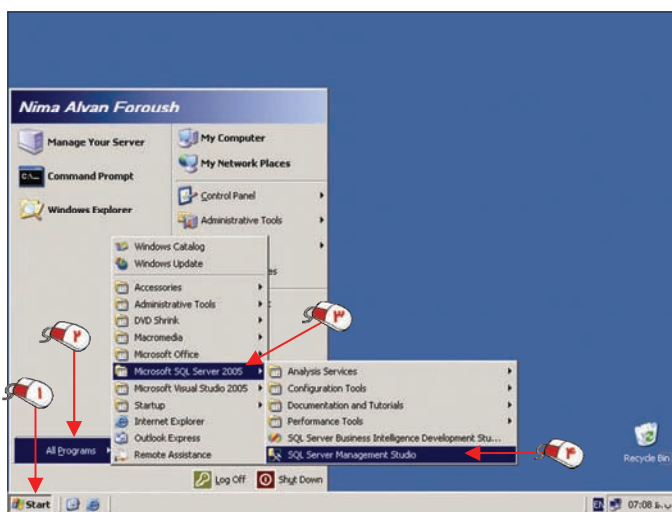 Nima Alvan Foroush
Manage Your Server
Command Prompt
Windows Explorer
My Computer
My Network Places
Control Panel
Administrative Tools
Windows Catalog
Windows Update
Accessories
Administrative Tools
DVD Shrink
Macromedia
Microsoft Office
Microsoft SQL Server 2005
Microsoft Visual Studio 2005
Startup
Internet Explorer
Outlook Express
Remote Assistance
Analysis Services
Configuration Tools
Documentation and Tutorials
Performance Tools
SQL Server Business Intelligence Development Stu...
SQL Server Management Studio
۱
۲
۳
۴
All Programs
Log Off
Shut Down
Recycle Bin
Start
EN
07:08 ب.ظ